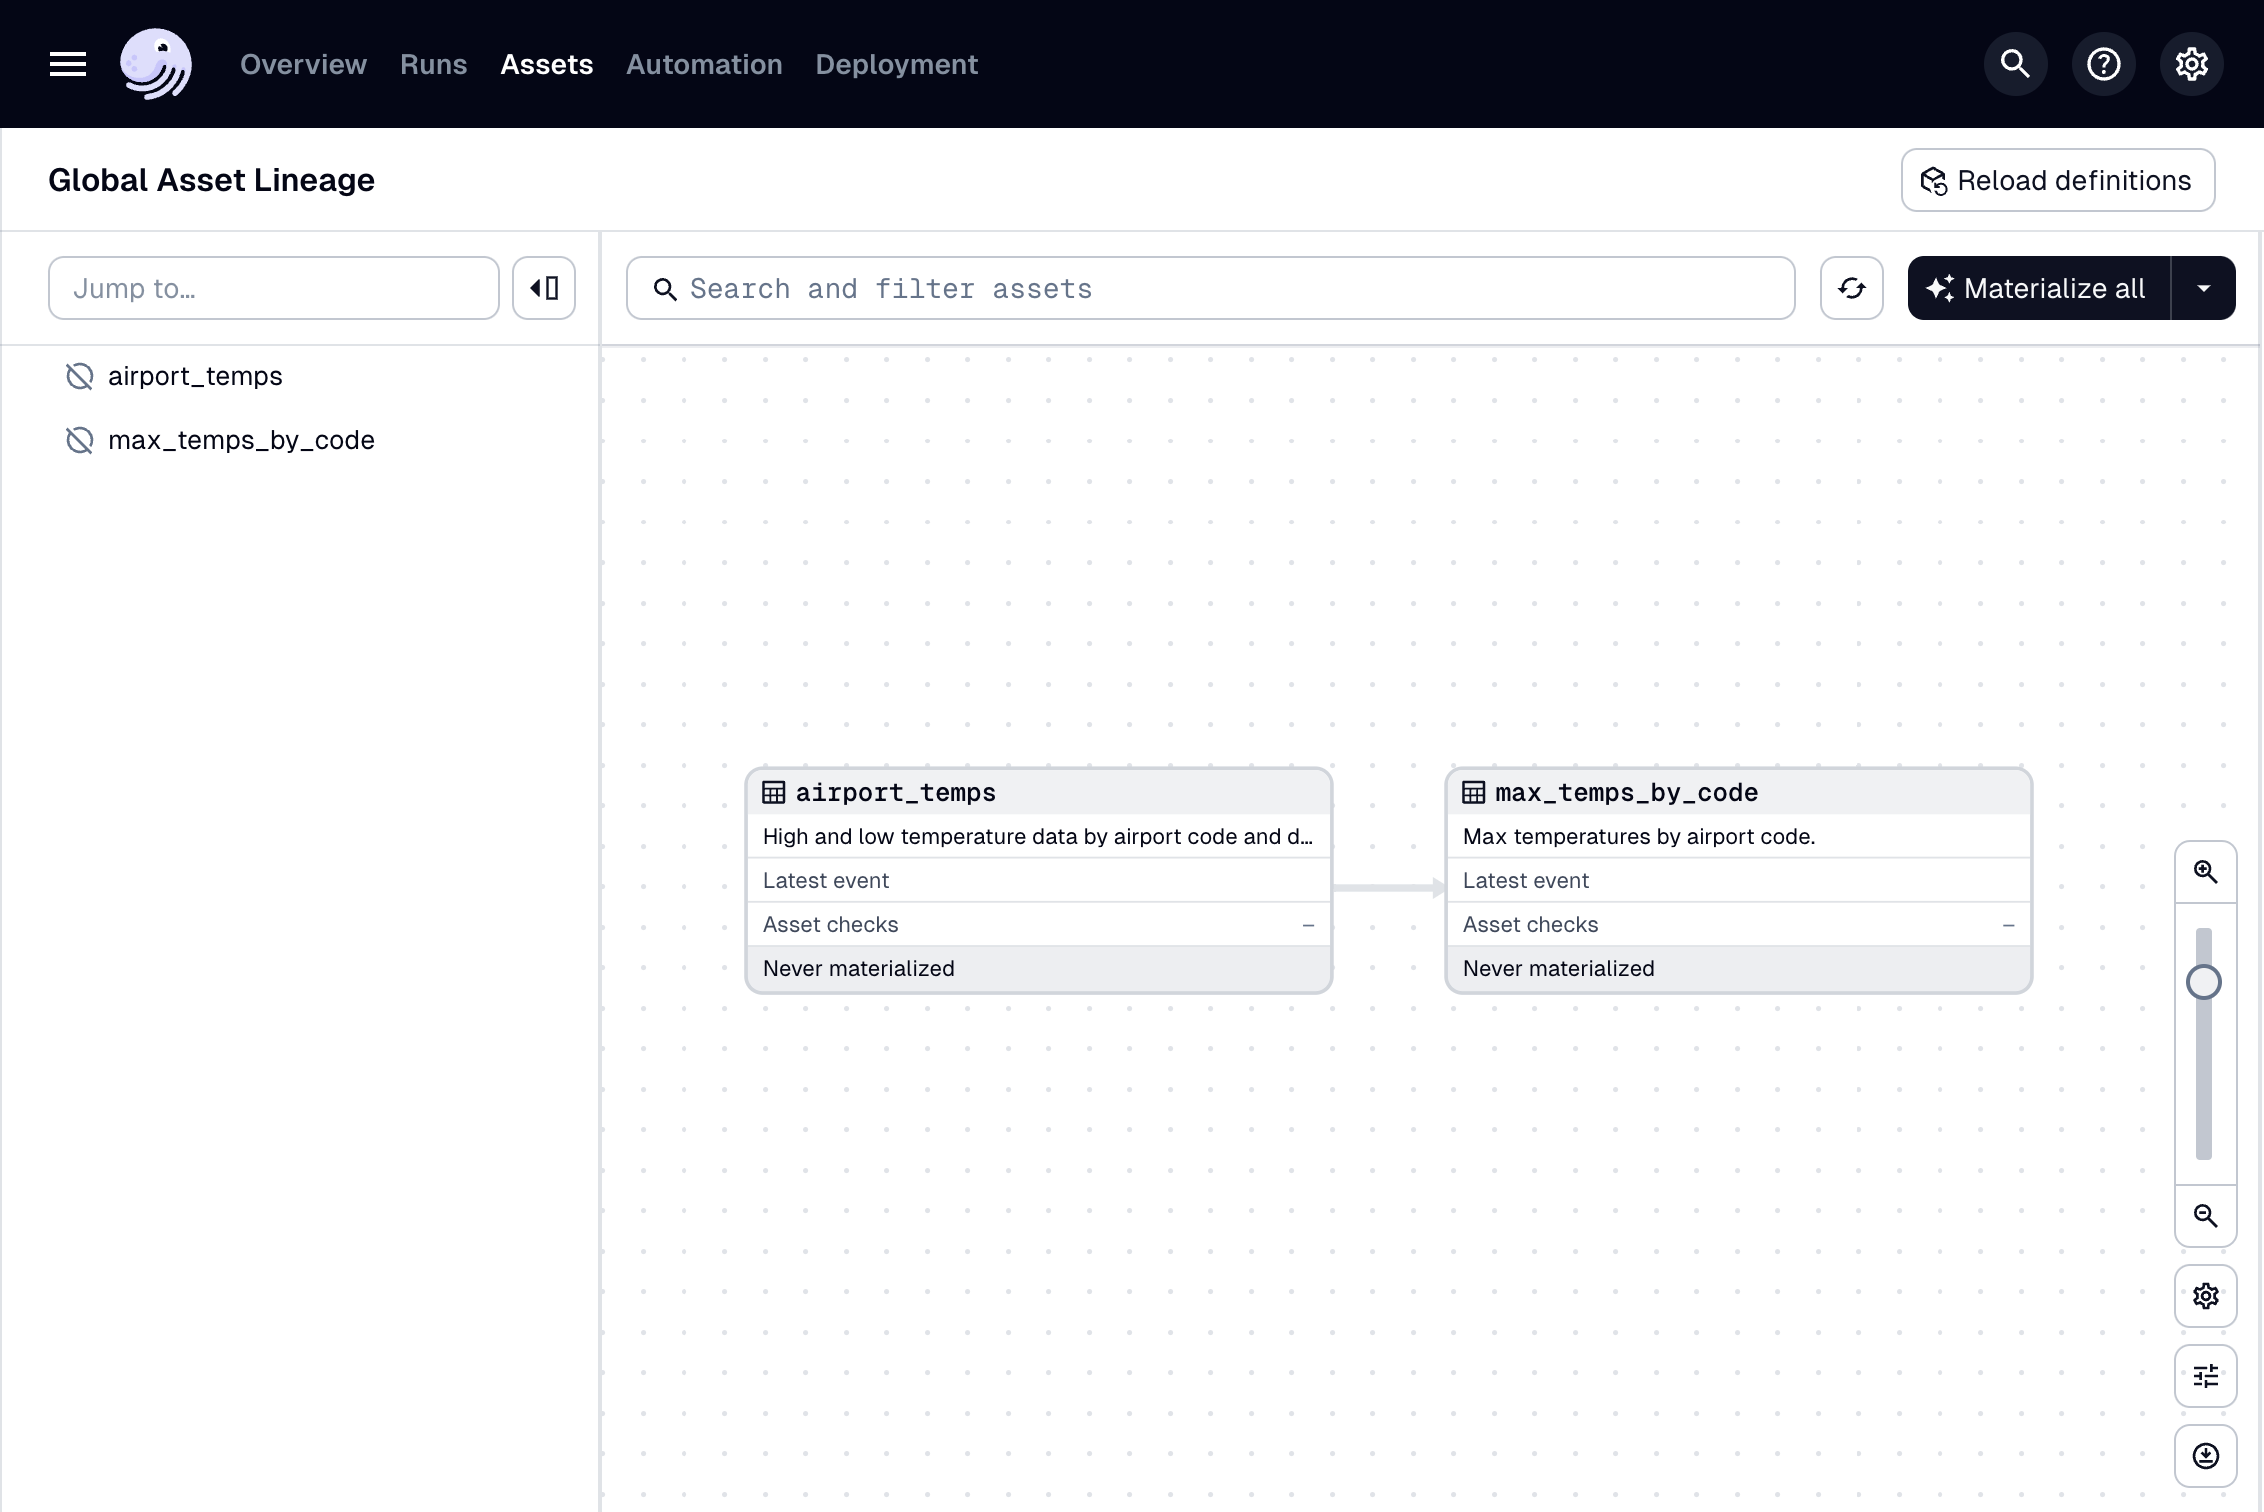 Overview Runs Assets Automation Deployment
Global Asset Lineage
Reload definitions
Jump to…
Search and filter assets
Materialize all
airport_temps
max_temps_by_code
airport_temps
High and low temperature data by airport code and d…
Latest event
Asset checks –
Never materialized
max_temps_by_code
Max temperatures by airport code.
Latest event
Asset checks –
Never materialized